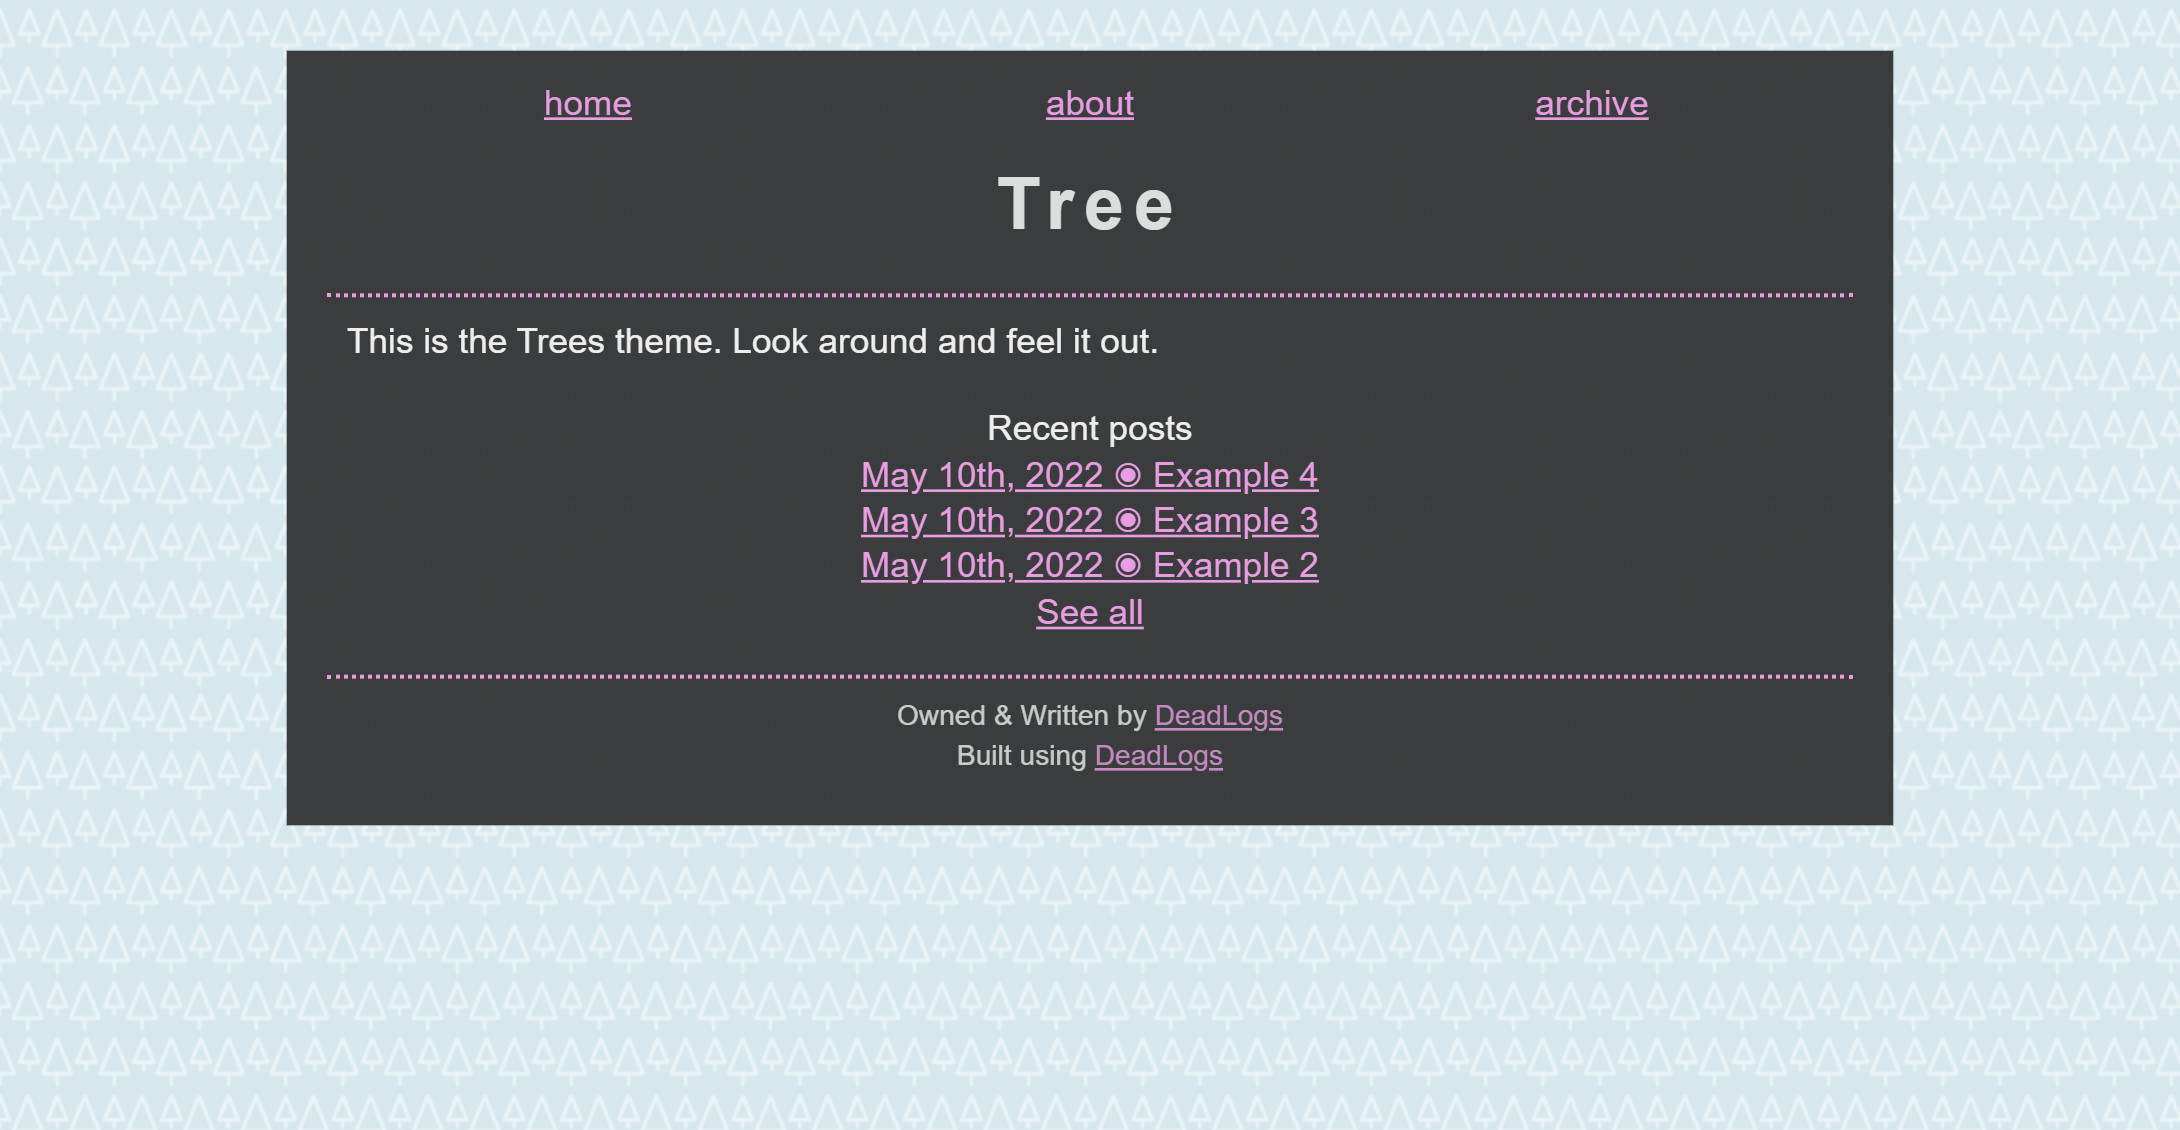 home about archive
Tree
This is the Trees theme. Look around and feel it out.
Recent posts
May 10th, 2022 ◉ Example 4
May 10th, 2022 ◉ Example 3
May 10th, 2022 ◉ Example 2
See all
Owned & Written by DeadLogs
Built using DeadLogs